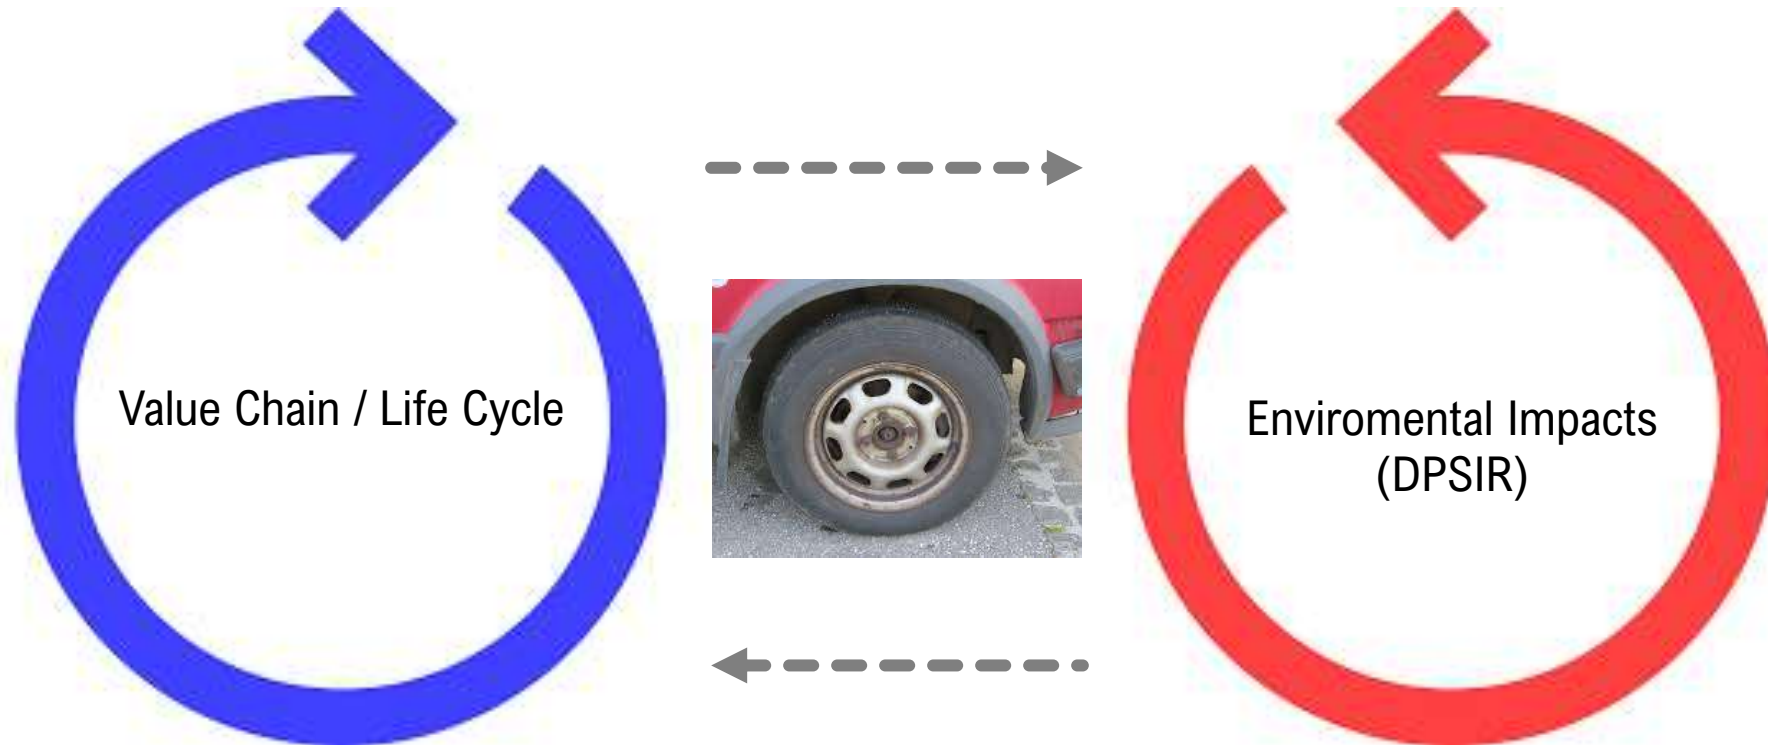 Value Chain / Life Cycle
Enviromental Impacts
(DPSIR)